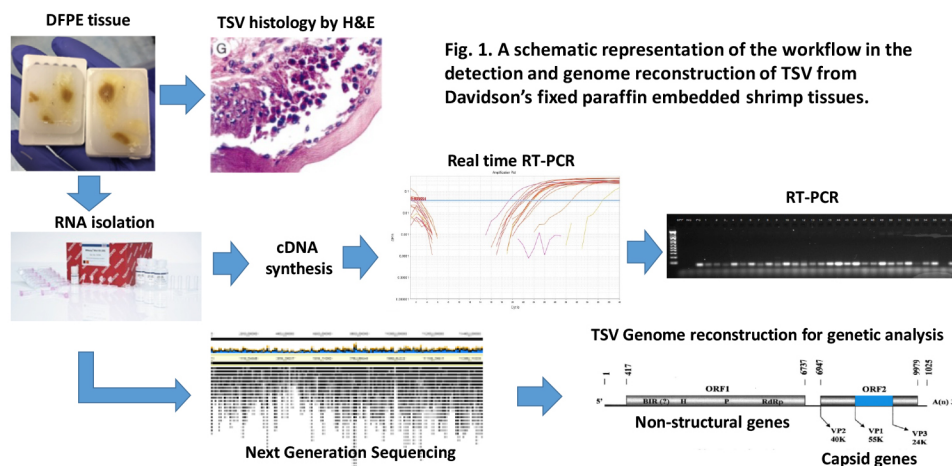 DFPE tissue
TSV histology by H&E
G
Fig. 1. A schematic representation of the workflow in the
detection and genome reconstruction of TSV from
Davidson's fixed paraffin embedded shrimp tissues.
RNA isolation
cDNA
synthesis
Real time RT-PCR
RT-PCR
Next Generation Sequencing
TSV Genome reconstruction for genetic analysis
1
417
6737
6947
9979
1025
ORF1
ORF2
5'
BIR (?) H P RdRp
A(n) 3
Non-structural genes
VP2
40K
VP1
55K
VP3
24K
Capsid genes